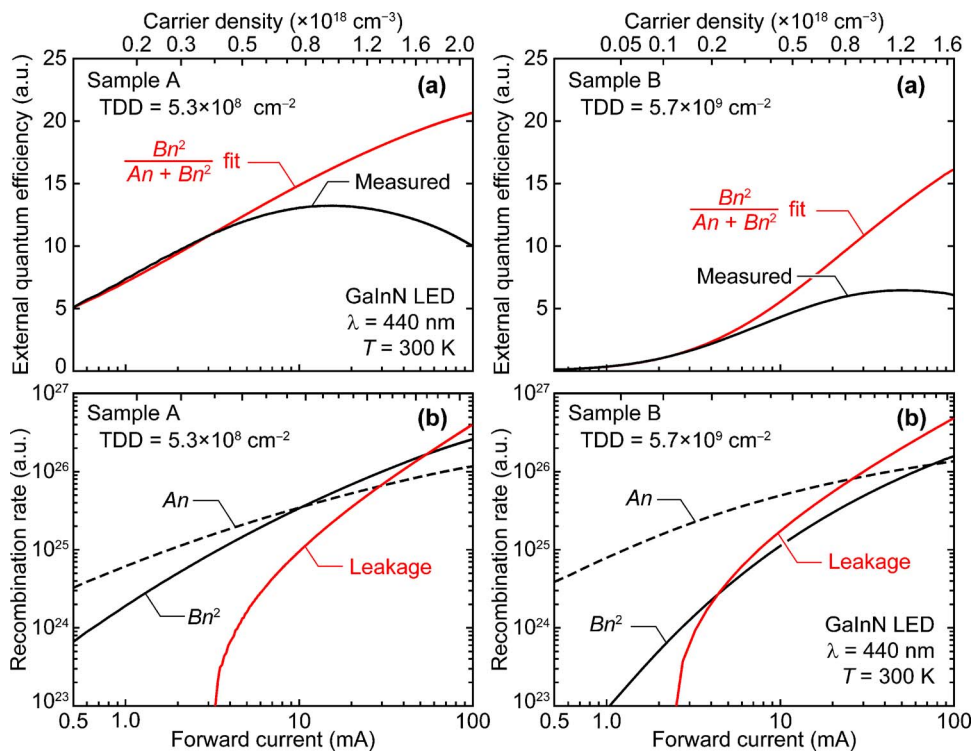 Carrier density (×10¹⁸ cm⁻³)
0.2 0.3 0.5 0.8 1.2 1.6 2.0
25
20
15
10
5
0
External quantum efficiency (a.u.)
Sample A
(a)
TDD = 5.3×10⁸ cm⁻²
Bn²
An + Bn²
fit
Measured
GaInN LED
λ = 440 nm
T = 300 K
Carrier density (×10¹⁸ cm⁻³)
0.05 0.1 0.2 0.5 0.8 1.2 1.6
25
20
15
10
5
0
External quantum efficiency (a.u.)
Sample B
(a)
TDD = 5.7×10⁹ cm⁻²
Bn²
An + Bn²
fit
Measured
10²⁷
10²⁶
10²⁵
10²⁴
10²³
Recombination rate (a.u.)
Sample A
(b)
TDD = 5.3×10⁸ cm⁻²
An
Leakage
Bn²
0.5 1.0 10 100
Forward current (mA)
10²⁷
10²⁶
10²⁵
10²⁴
10²³
Recombination rate (a.u.)
Sample B
(b)
TDD = 5.7×10⁹ cm⁻²
An
Leakage
Bn²
GaInN LED
λ = 440 nm
T = 300 K
0.5 1.0 10 100
Forward current (mA)